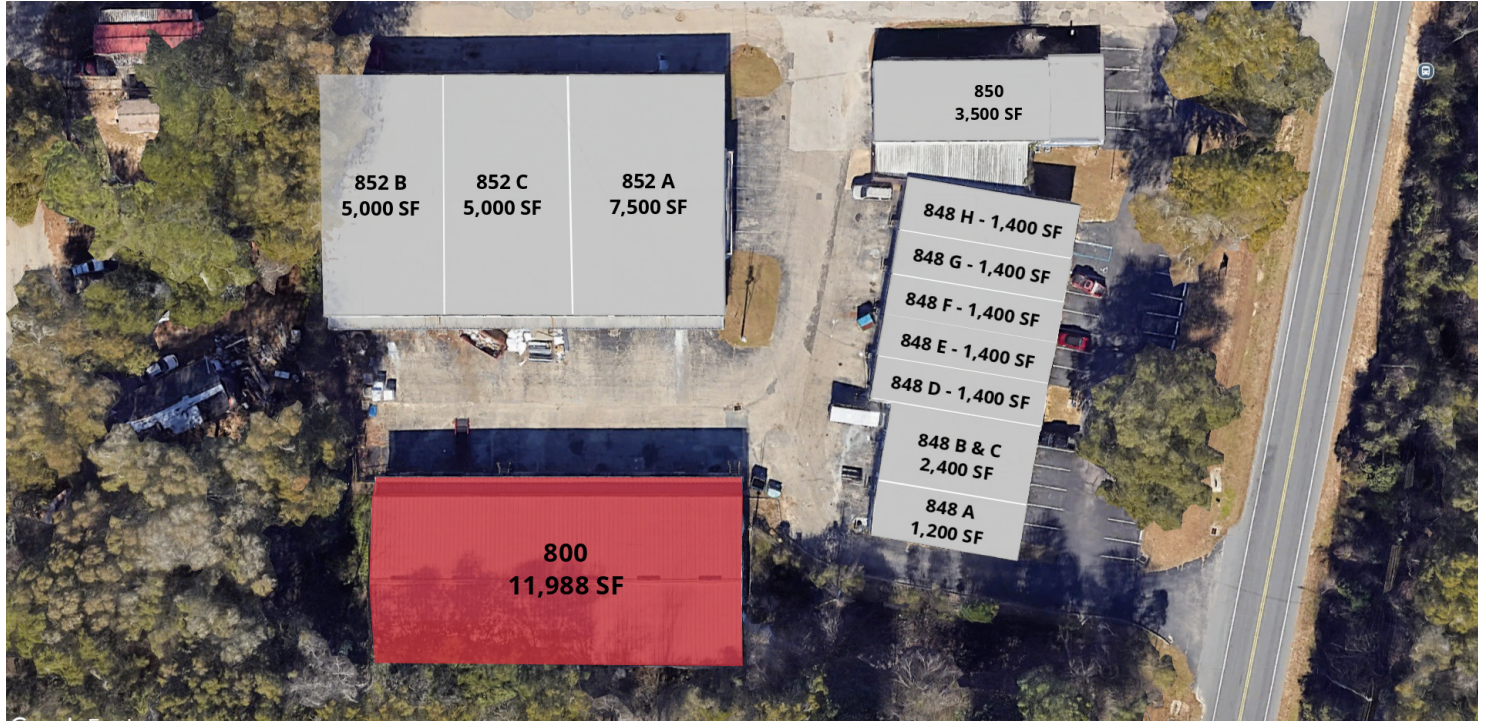 850
3,500 SF
852 B
5,000 SF
852 C
5,000 SF
852 A
7,500 SF
848 H - 1,400 SF
848 G - 1,400 SF
848 F - 1,400 SF
848 E - 1,400 SF
848 D - 1,400 SF
848 B & C
2,400 SF
848 A
1,200 SF
800
11,988 SF